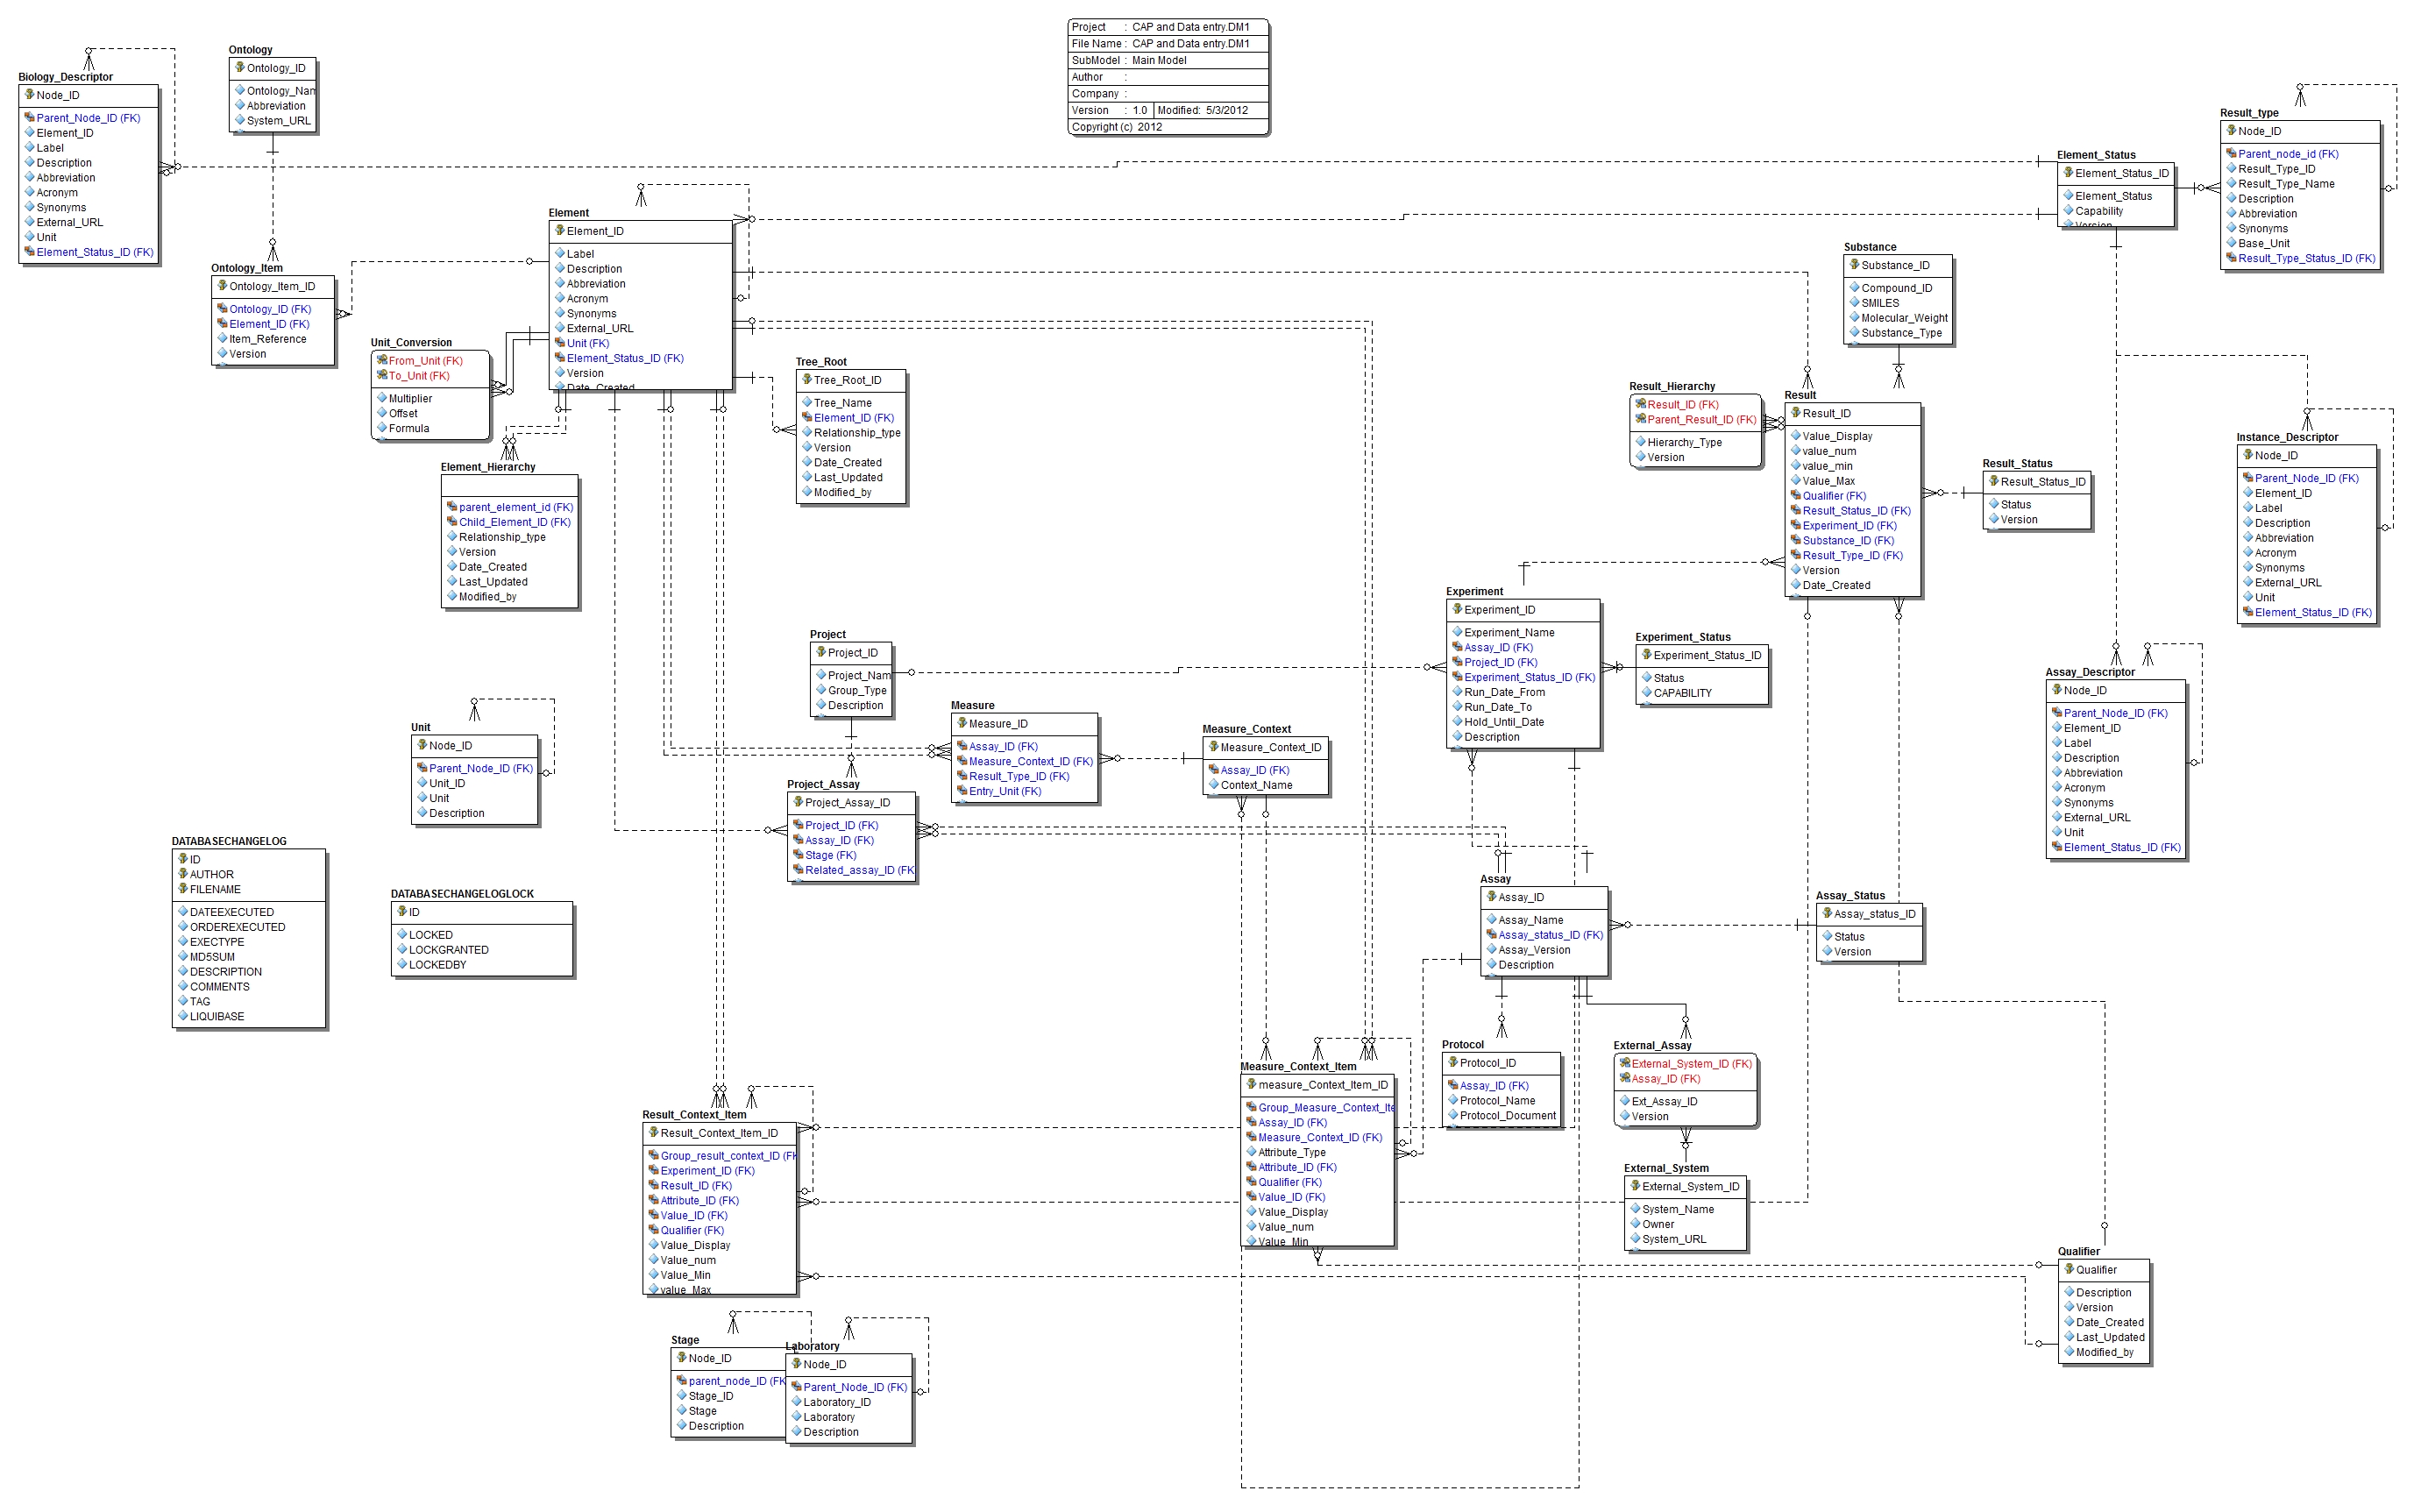 Project : CAP and Data entry.DM1
File Name : CAP and Data entry.DM1
SubModel : Main Model
Author :
Company :
Version : 1.0 Modified: 5/3/2012
Copyright (c) 2012
Biology_Descriptor
Node_ID
Parent_Node_ID (FK)
Element_ID
Label
Description
Abbreviation
Acronym
Synonyms
External_URL
Unit
Element_Status_ID (FK)
Ontology
Ontology_ID
Ontology_Nam
Abbreviation
System_URL
Ontology_Item
Ontology_Item_ID
Ontology_ID (FK)
Element_ID (FK)
Item_Reference
Version
Element
Element_ID
Label
Description
Abbreviation
Acronym
Synonyms
External_URL
Unit (FK)
Element_Status_ID (FK)
Version
Date_Created
Unit_Conversion
From_Unit (FK)
To_Unit (FK)
Multiplier
Offset
Formula
Tree_Root
Tree_Root_ID
Tree_Name
Element_ID (FK)
Relationship_type
Version
Date_Created
Last_Updated
Modified_by
Element_Hierarchy
parent_element_id (FK)
Child_Element_ID (FK)
Relationship_type
Version
Date_Created
Last_Updated
Modified_by
Element_Status
Element_Status_ID
Element_Status
Capability
Version
Result_type
Node_ID
Parent_node_id (FK)
Result_Type_ID
Result_Type_Name
Description
Abbreviation
Synonyms
Base_Unit
Result_Type_Status_ID (FK)
Substance
Substance_ID
Compound_ID
SMILES
Molecular_Weight
Substance_Type
Result_Hierarchy
Result_ID (FK)
Parent_Result_ID (FK)
Hierarchy_Type
Version
Result
Result_ID
Value_Display
value_num
value_min
Value_Max
Qualifier (FK)
Result_Status_ID (FK)
Experiment_ID (FK)
Substance_ID (FK)
Result_Type_ID (FK)
Version
Date_Created
Result_Status
Result_Status_ID
Status
Version
Instance_Descriptor
Node_ID
Parent_Node_ID (FK)
Element_ID
Label
Description
Abbreviation
Acronym
Synonyms
External_URL
Unit
Element_Status_ID (FK)
Experiment
Experiment_ID
Experiment_Name
Assay_ID (FK)
Project_ID (FK)
Experiment_Status_ID (FK)
Run_Date_From
Run_Date_To
Hold_Until_Date
Description
Experiment_Status
Experiment_Status_ID
Status
CAPABILITY
Project
Project_ID
Project_Nam
Group_Type
Description
Measure
Measure_ID
Assay_ID (FK)
Measure_Context_ID (FK)
Result_Type_ID (FK)
Entry_Unit (FK)
Measure_Context
Measure_Context_ID
Assay_ID (FK)
Context_Name
Assay_Descriptor
Node_ID
Parent_Node_ID (FK)
Element_ID
Label
Description
Abbreviation
Acronym
Synonyms
External_URL
Unit
Element_Status_ID (FK)
Unit
Node_ID
Parent_Node_ID (FK)
Unit_ID
Unit
Description
Project_Assay
Project_Assay_ID
Project_ID (FK)
Assay_ID (FK)
Stage (FK)
Related_assay_ID (FK
DATABASECHANGELOG
ID
AUTHOR
FILENAME
DATEEXECUTED
ORDEREXECUTED
EXECTYPE
MD5SUM
DESCRIPTION
COMMENTS
TAG
LIQUIBASE
DATABASECHANGELOGLOCK
ID
LOCKED
LOCKGRANTED
LOCKEDBY
Assay
Assay_ID
Assay_Name
Assay_status_ID (FK)
Assay_Version
Description
Assay_Status
Assay_status_ID
Status
Version
Protocol
Protocol_ID
Assay_ID (FK)
Protocol_Name
Protocol_Document
External_Assay
External_System_ID (FK)
Assay_ID (FK)
Ext_Assay_ID
Version
External_System
External_System_ID
System_Name
Owner
System_URL
Measure_Context_Item
measure_Context_Item_ID
Group_Measure_Context_Ite
Assay_ID (FK)
Measure_Context_ID (FK)
Attribute_Type
Attribute_ID (FK)
Qualifier (FK)
Value_ID (FK)
Value_Display
Value_num
Value_Min
Result_Context_Item
Result_Context_Item_ID
Group_result_context_ID (FK
Experiment_ID (FK)
Result_ID (FK)
Attribute_ID (FK)
Value_ID (FK)
Qualifier (FK)
Value_Display
Value_num
Value_Min
value_Max
Qualifier
Qualifier
Description
Version
Date_Created
Last_Updated
Modified_by
Stage
Node_ID
parent_node_ID (FK
Stage_ID
Stage
Description
Laboratory
Node_ID
Parent_Node_ID (FK)
Laboratory_ID
Laboratory
Description